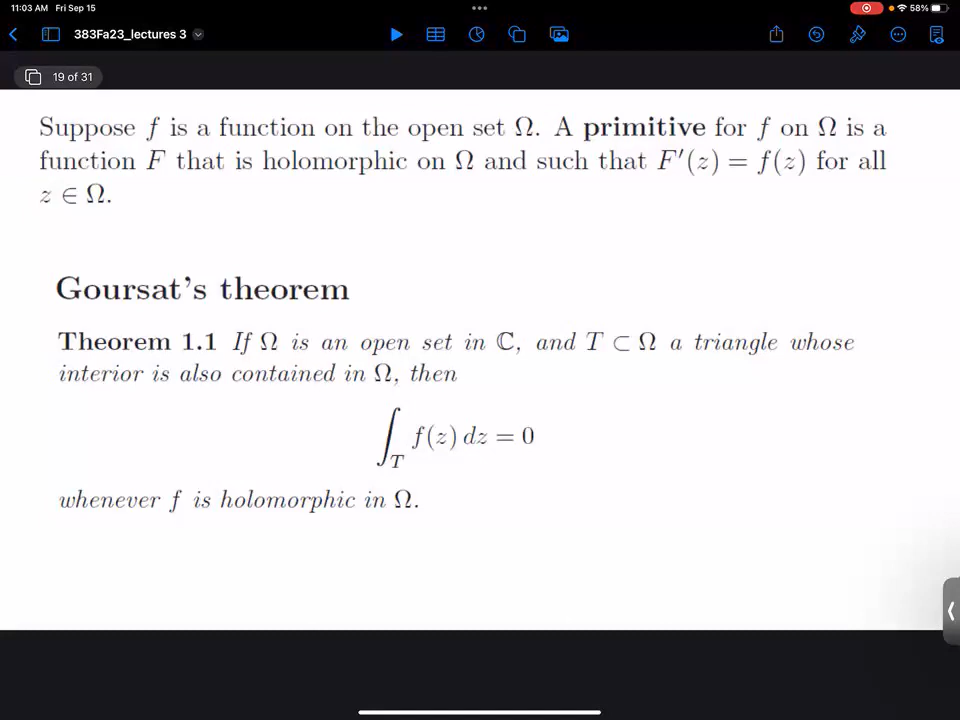 11:03 AM Fri Sep 15
58%
383Fa23_lectures 3
19 of 31
Suppose f is a function on the open set Ω. A primitive for f on Ω is a
function F that is holomorphic on Ω and such that F′(z) = f(z) for all
z ∈ Ω.
Goursat's theorem
Theorem 1.1 If Ω is an open set in ℂ, and T ⊂ Ω a triangle whose
interior is also contained in Ω, then
∫_T f(z) dz = 0
whenever f is holomorphic in Ω.